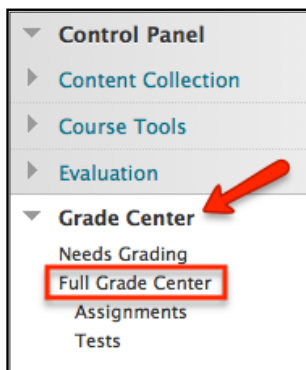 Control Panel
Content Collection
Course Tools
Evaluation
Grade Center
Needs Grading
Full Grade Center
Assignments
Tests